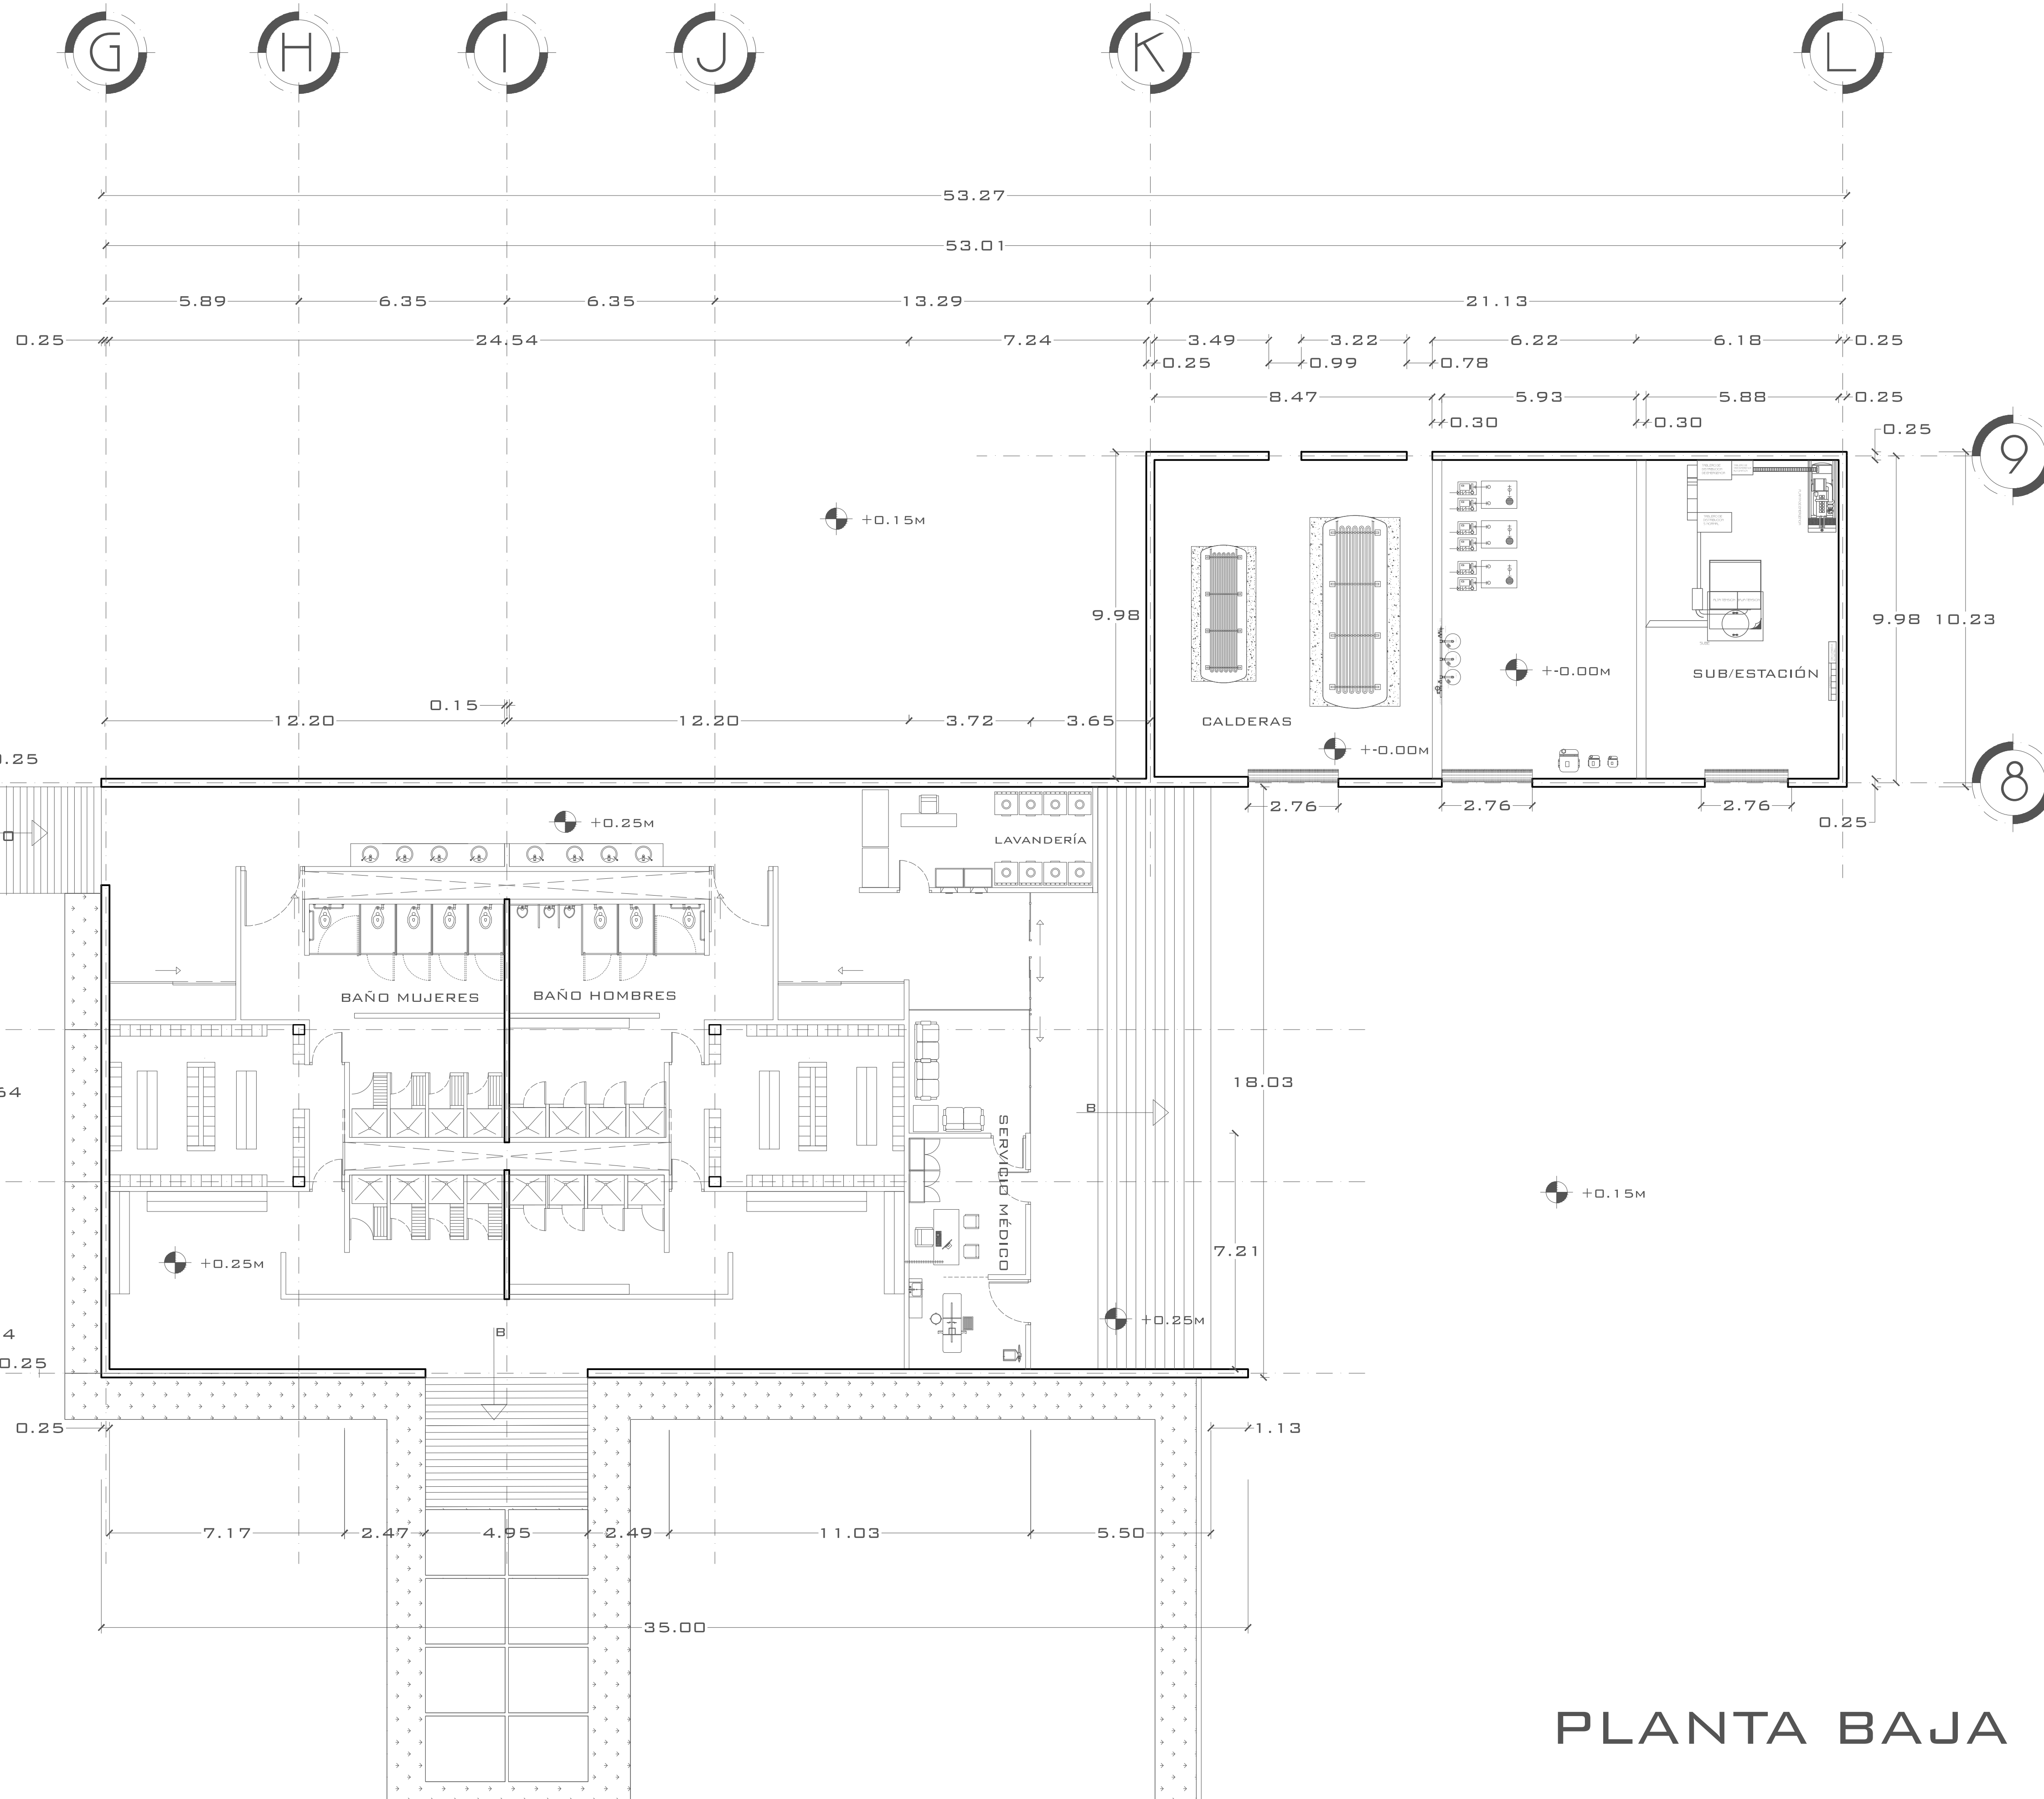 G H I J K L
53.27
53.01
5.89 6.35 6.35 13.29 21.13
0.25 24.54 7.24 3.49 3.22 6.22 6.18 0.25
0.25 0.99 0.78
8.47 5.93 5.88 0.25
0.30 0.30
0.25
9
+0.15M
9.98
9.98 10.23
+-0.00M
SUB/ESTACIÓN
0.15
12.20 12.20 3.72 3.65
CALDERAS
+-0.00M
0.25
8
2.76 2.76 2.76
0.25
+0.25M
LAVANDERÍA
BAÑO MUJERES
BAÑO HOMBRES
18.03
64
B
SERVICIO MÉDICO
+0.15M
7.21
+0.25M
+0.25M
B
4
0.25
0.25
1.13
7.17 2.47 4.95 2.49 11.03 5.50
35.00
PLANTA BAJA